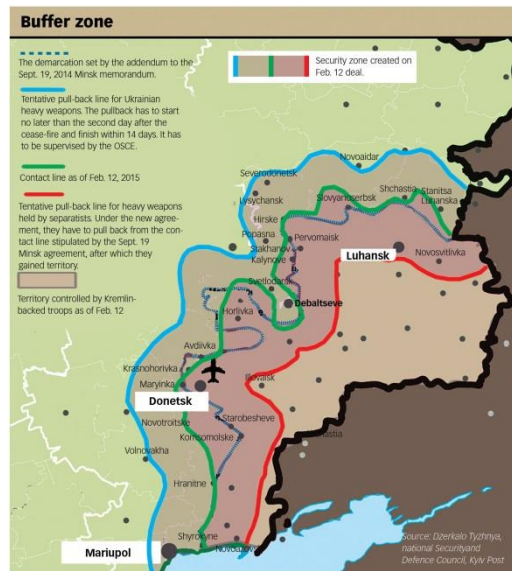 Buffer zone
The demarcation set by the addendum to the
Sept. 19, 2014 Minsk memorandum.
Tentative pull-back line for Ukrainian
heavy weapons. The pullback has to start
no later than the second day after the
cease-fire and finish within 14 days. It has
to be supervised by the OSCE.
Contact line as of Feb. 12, 2015
Tentative pull-back line for heavy weapons
held by separatists. Under the new agree-
ment, they have to pull back from the con-
tact line stipulated by the Sept. 19
Minsk agreement, after which they
gained territory.
Territory controlled by Kremlin-
backed troops as of Feb. 12
Security zone created on
Feb. 12 deal.
Novoaidar
Severodonetsk
Lysychansk
Shchastia
Stanitsa
Luhanska
Slovyanoserbsk
Hirske
Popasna
Pervomaisk
Stakhanov
Kalynove
Luhansk
Novosvitlivka
Svetlodarsk
Debaltseve
Horlivka
Avdiivka
Krasnohorivka
Maryinka
Ilovaisk
Donetsk
Novotroitske
Starobesheve
Komsomolske
Volnovakha
Hranitne
Shyrokyne
Mariupol
Source: Dzerkalo Tyzhnya,
national Securityand
Defence Council, Kyiv Post